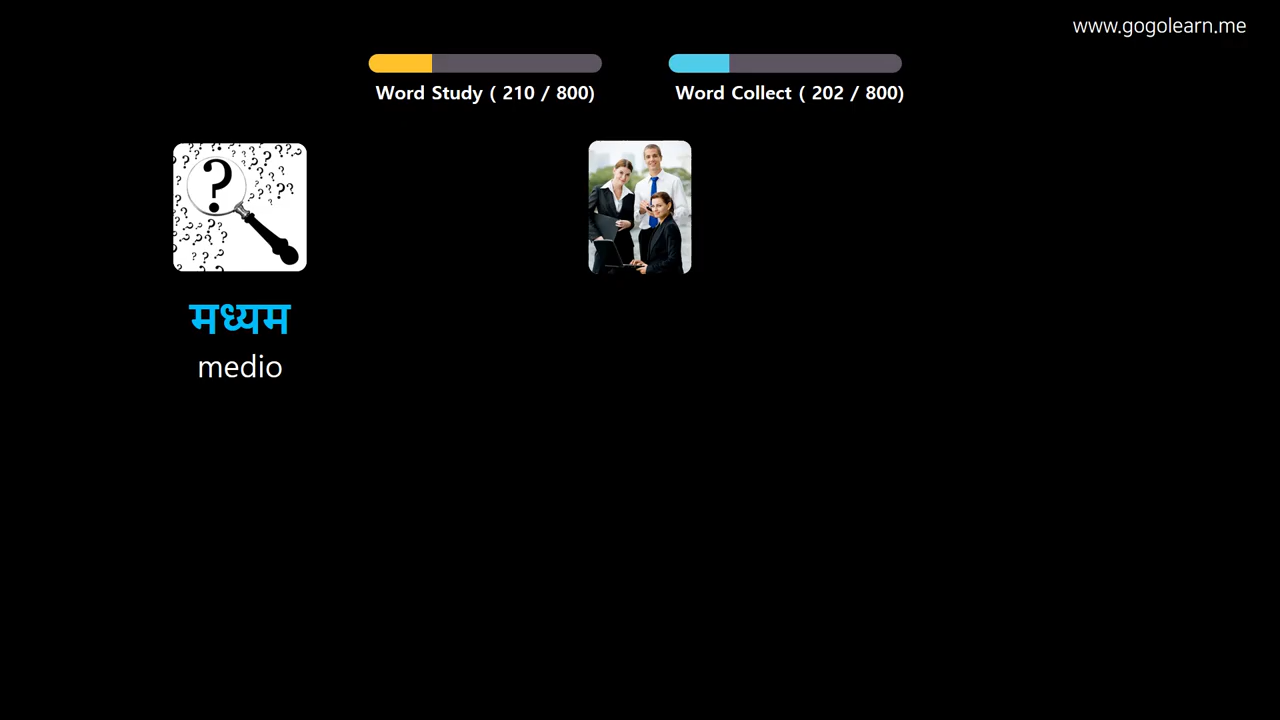 www.gogolearn.me
Word Study ( 210 / 800)
Word Collect ( 202 / 800)
?
मध्यम
medio